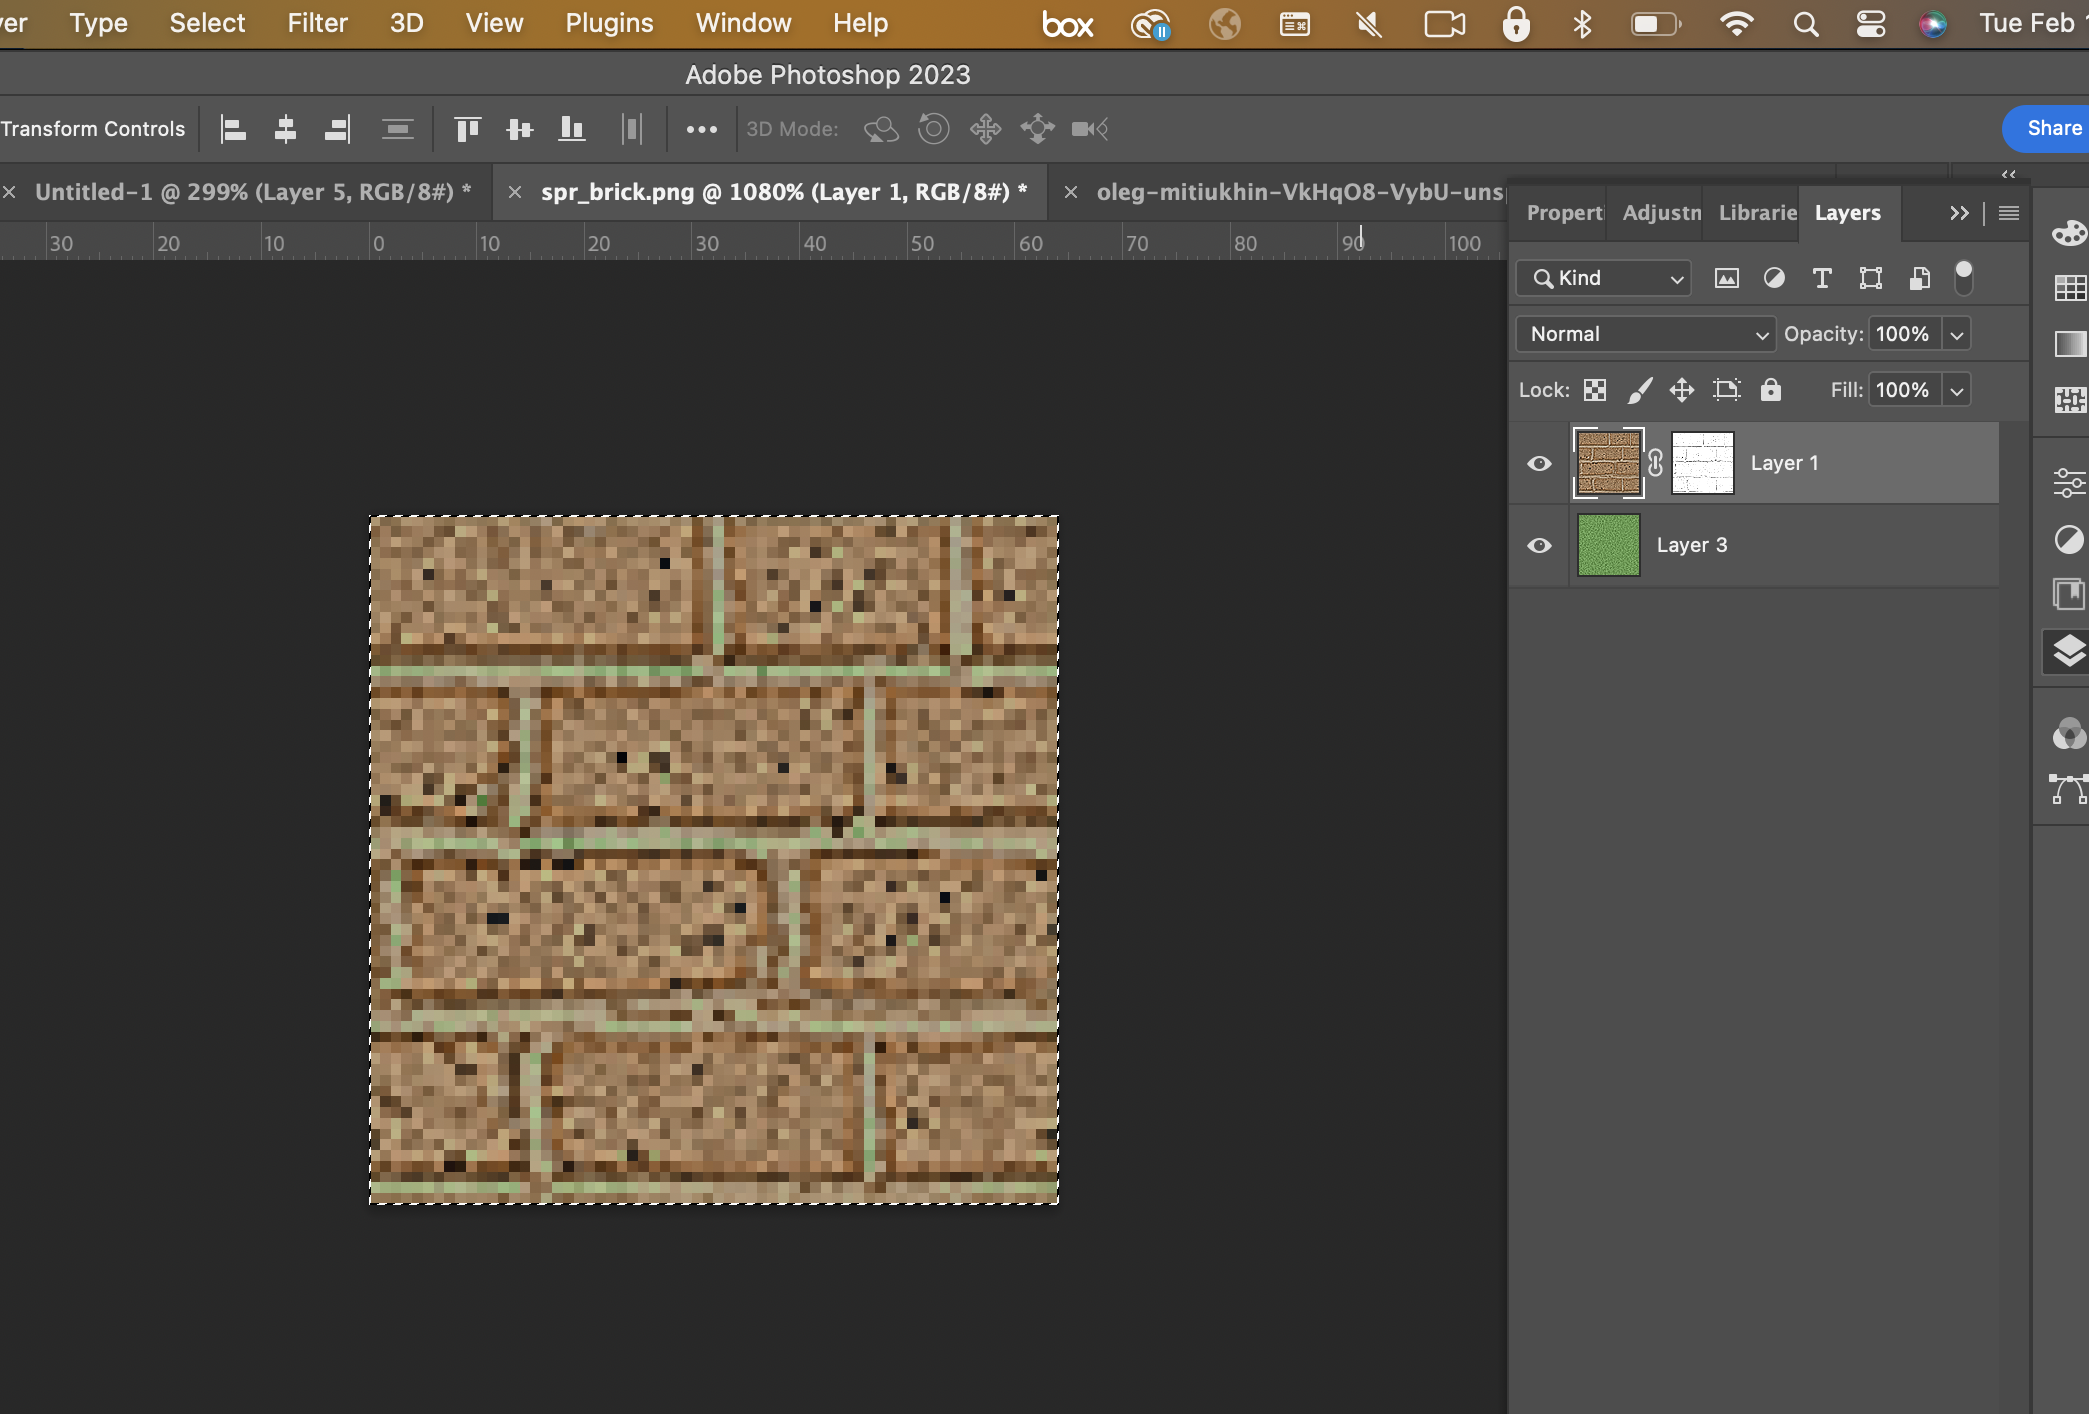 Type Select Filter 3D View Plugins Window Help box Tue Feb
Adobe Photoshop 2023
Transform Controls 3D Mode: Share
× Untitled-1 @ 299% (Layer 5, RGB/8#) * × spr_brick.png @ 1080% (Layer 1, RGB/8#) * × oleg-mitiukhin-VkHqO8-VybU-uns
Properti Adjustn Librarie Layers
30 20 10 0 10 20 30 40 50 60 70 80 90 100
Kind
Normal Opacity: 100%
Lock: Fill: 100%
Layer 1
Layer 3